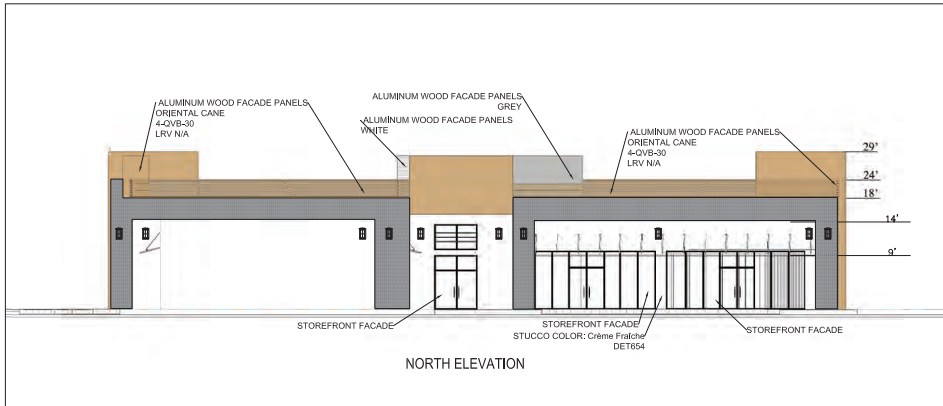 ALUMINUM WOOD FACADE PANELS
GREY
ALUMINUM WOOD FACADE PANELS
ORIENTAL CANE
4-QVB-30
LRV N/A
ALUMINUM WOOD FACADE PANELS
WHITE
ALUMINUM WOOD FACADE PANELS
ORIENTAL CANE
4-QVB-30
LRV N/A
29'
24'
18'
14'
9'
STOREFRONT FACADE
STOREFRONT FACADE
STUCCO COLOR: Crème Fraîche
DET654
STOREFRONT FACADE
NORTH ELEVATION